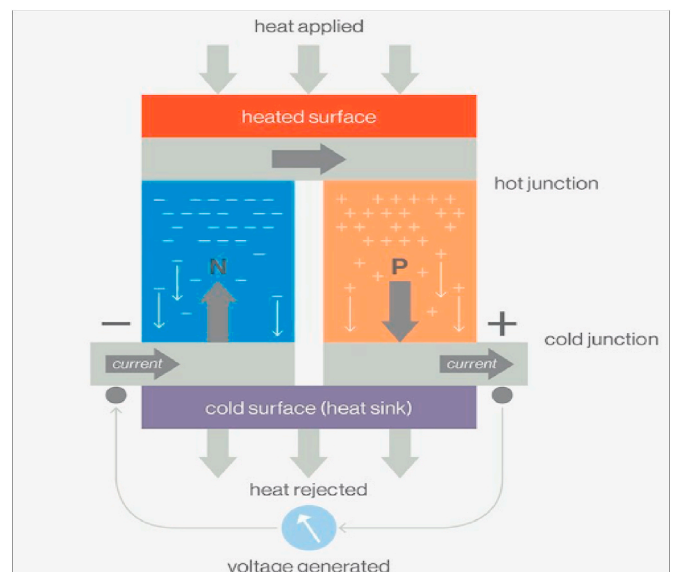 heat applied
heated surface
hot junction
N
P
−
+
cold junction
current
current
cold surface (heat sink)
heat rejected
voltage generated